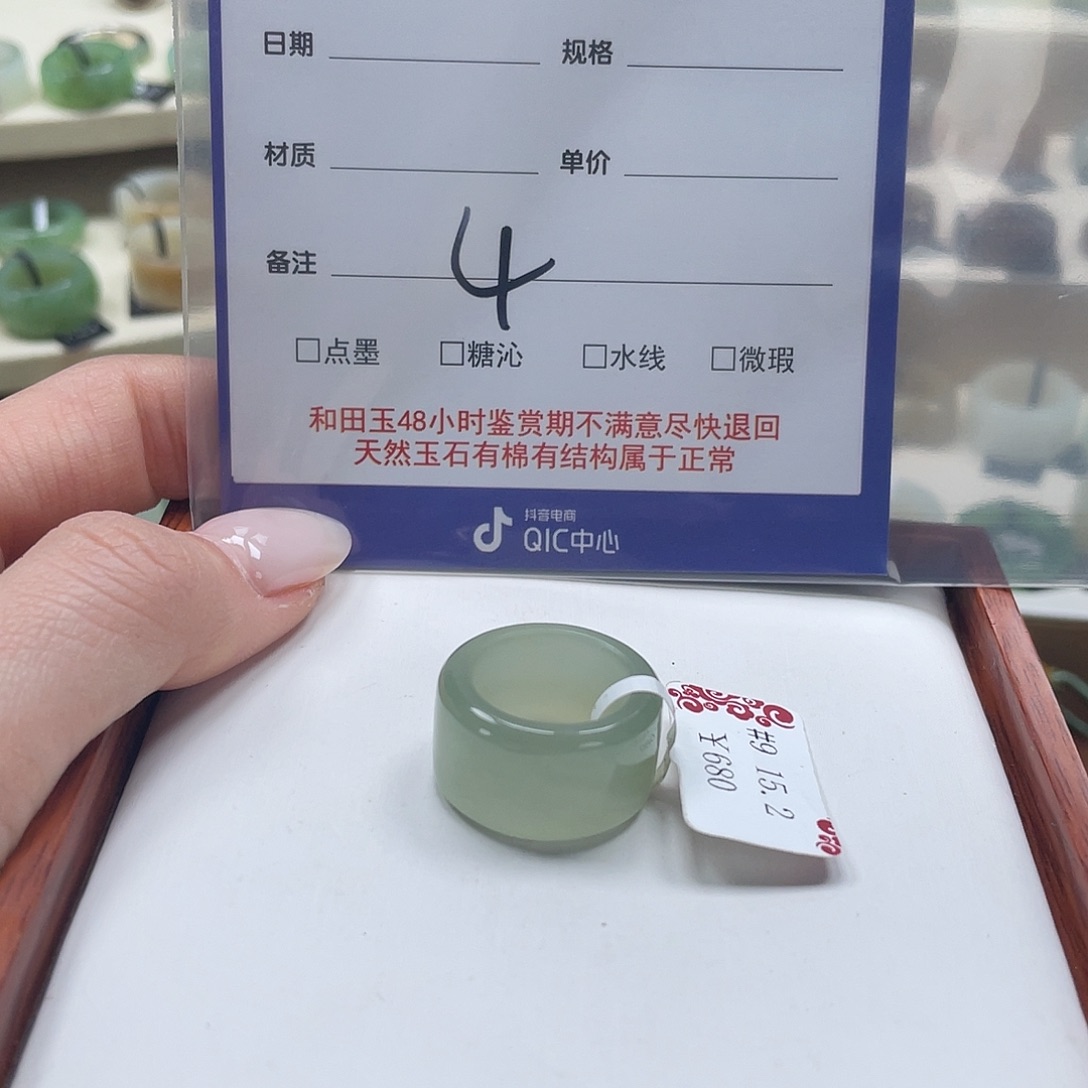 日期 规格
材质 单价
备注 4
□点墨 □糖沁 □水线 □微瑕
和田玉48小时鉴赏期不满意尽快退回
天然玉石有棉有结构属于正常
抖音电商
QIC中心
#9 15.2
¥680